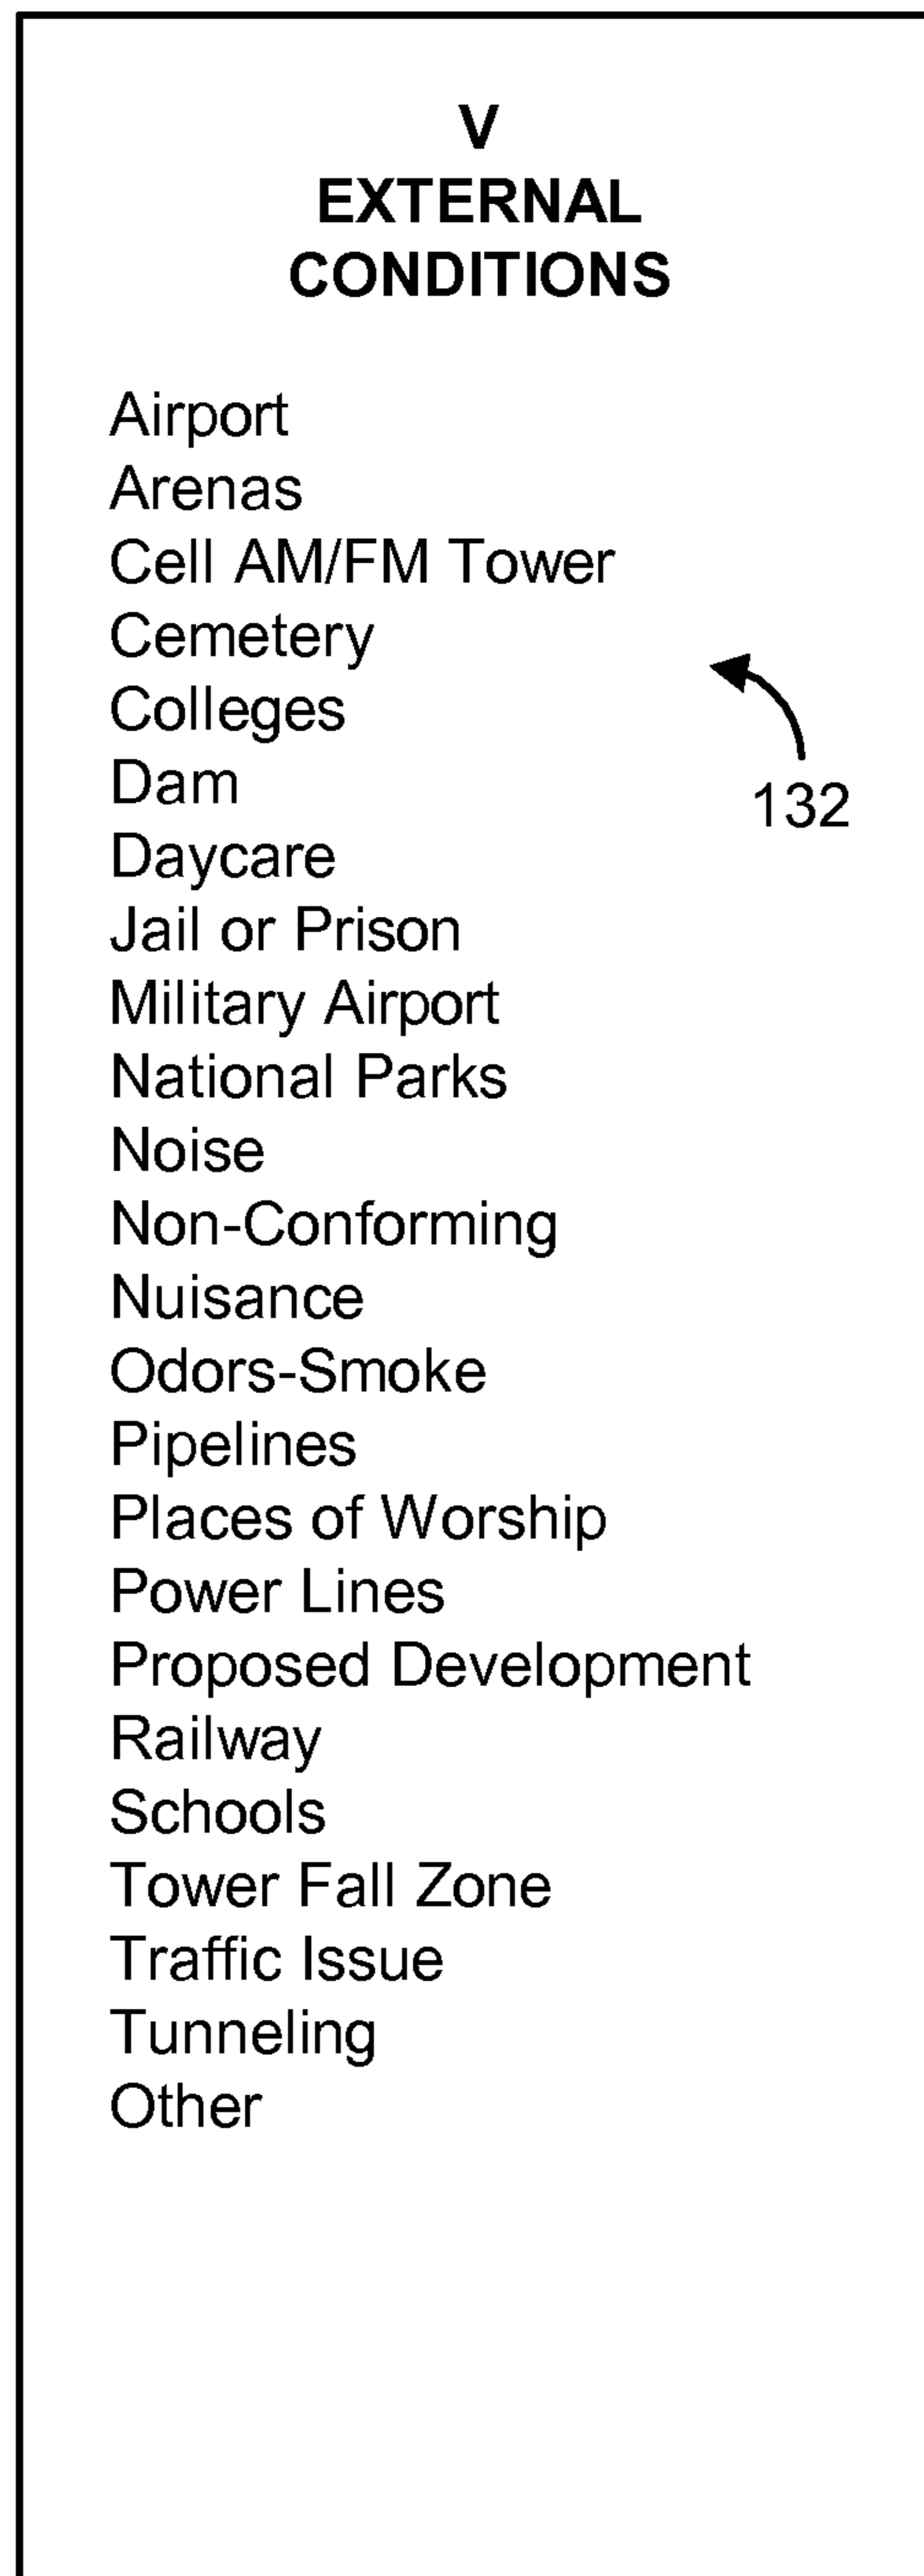 V
EXTERNAL
CONDITIONS
Airport
Arenas
Cell AM/FM Tower
Cemetery
Colleges
Dam
132
Daycare
Jail or Prison
Military Airport
National Parks
Noise
Non-Conforming
Nuisance
Odors-Smoke
Pipelines
Places of Worship
Power Lines
Proposed Development
Railway
Schools
Tower Fall Zone
Traffic Issue
Tunneling
Other